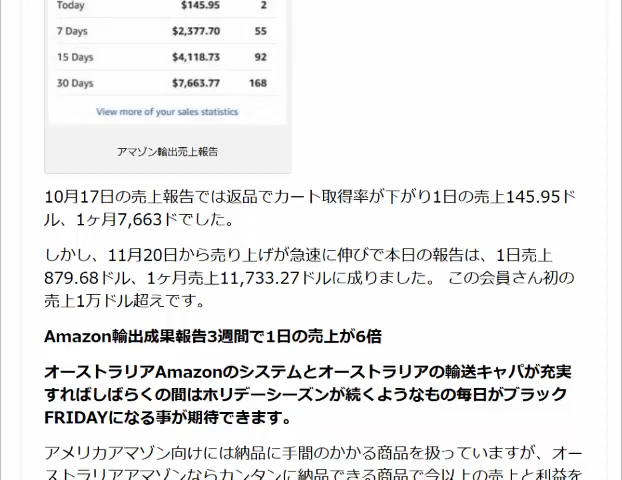 Today $145.95 2
7 Days $2,377.70 55
15 Days $4,118.73 92
30 Days $7,663.77 168
View more of your sales statistics
アマゾン輸出売上報告
10月17日の売上報告では返品でカート取得率が下がり1日の売上145.95ド
ル、1ヶ月7,663ドでした。
しかし、11月20日から売り上げが急速に伸びで本日の報告は、1日売上
879.68ドル、1ヶ月売上11,733.27ドルに成りました。 この会員さん初の
売上1万ドル超えです。
Amazon輸出成果報告3週間で1日の売上が6倍
オーストラリアAmazonのシステムとオーストラリアの輸送キャパが充実
すればしばらくの間はホリデーシーズンが続くようなもの毎日がブラック
FRIDAYになる事が期待できます。
アメリカアマゾン向けには納品に手間のかかる商品を扱っていますが、オー
ストラリアアマゾンならカンタンに納品できる商品で今以上の売上と利益を